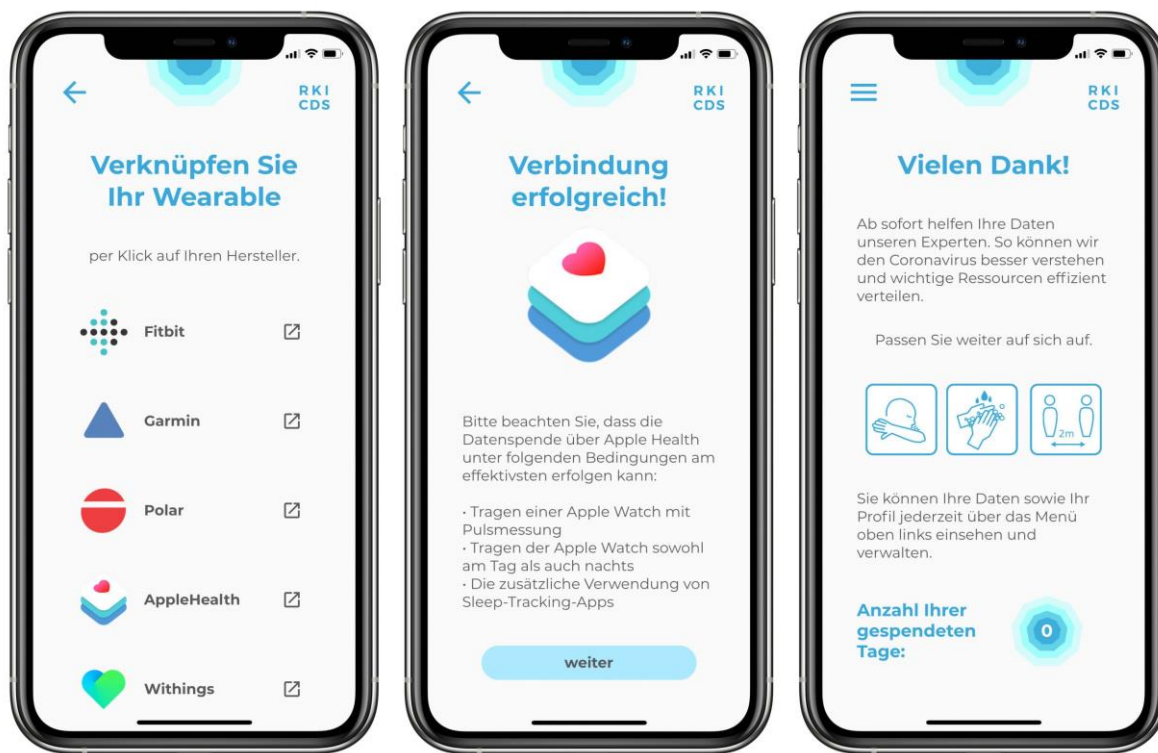 RKI
CDS
Verknüpfen Sie
Ihr Wearable
per Klick auf Ihren Hersteller.
Fitbit
Garmin
Polar
AppleHealth
Withings
RKI
CDS
Verbindung
erfolgreich!
Bitte beachten Sie, dass die
Datenspende über Apple Health
unter folgenden Bedingungen am
effektivsten erfolgen kann:
• Tragen einer Apple Watch mit
Pulsmessung
• Tragen der Apple Watch sowohl
am Tag als auch nachts
• Die zusätzliche Verwendung von
Sleep-Tracking-Apps
weiter
RKI
CDS
Vielen Dank!
Ab sofort helfen Ihre Daten
unseren Experten. So können wir
den Coronavirus besser verstehen
und wichtige Ressourcen effizient
verteilen.
Passen Sie weiter auf sich auf.
2m
Sie können Ihre Daten sowie Ihr
Profil jederzeit über das Menü
oben links einsehen und
verwalten.
Anzahl Ihrer
gespendeten
Tage:
0